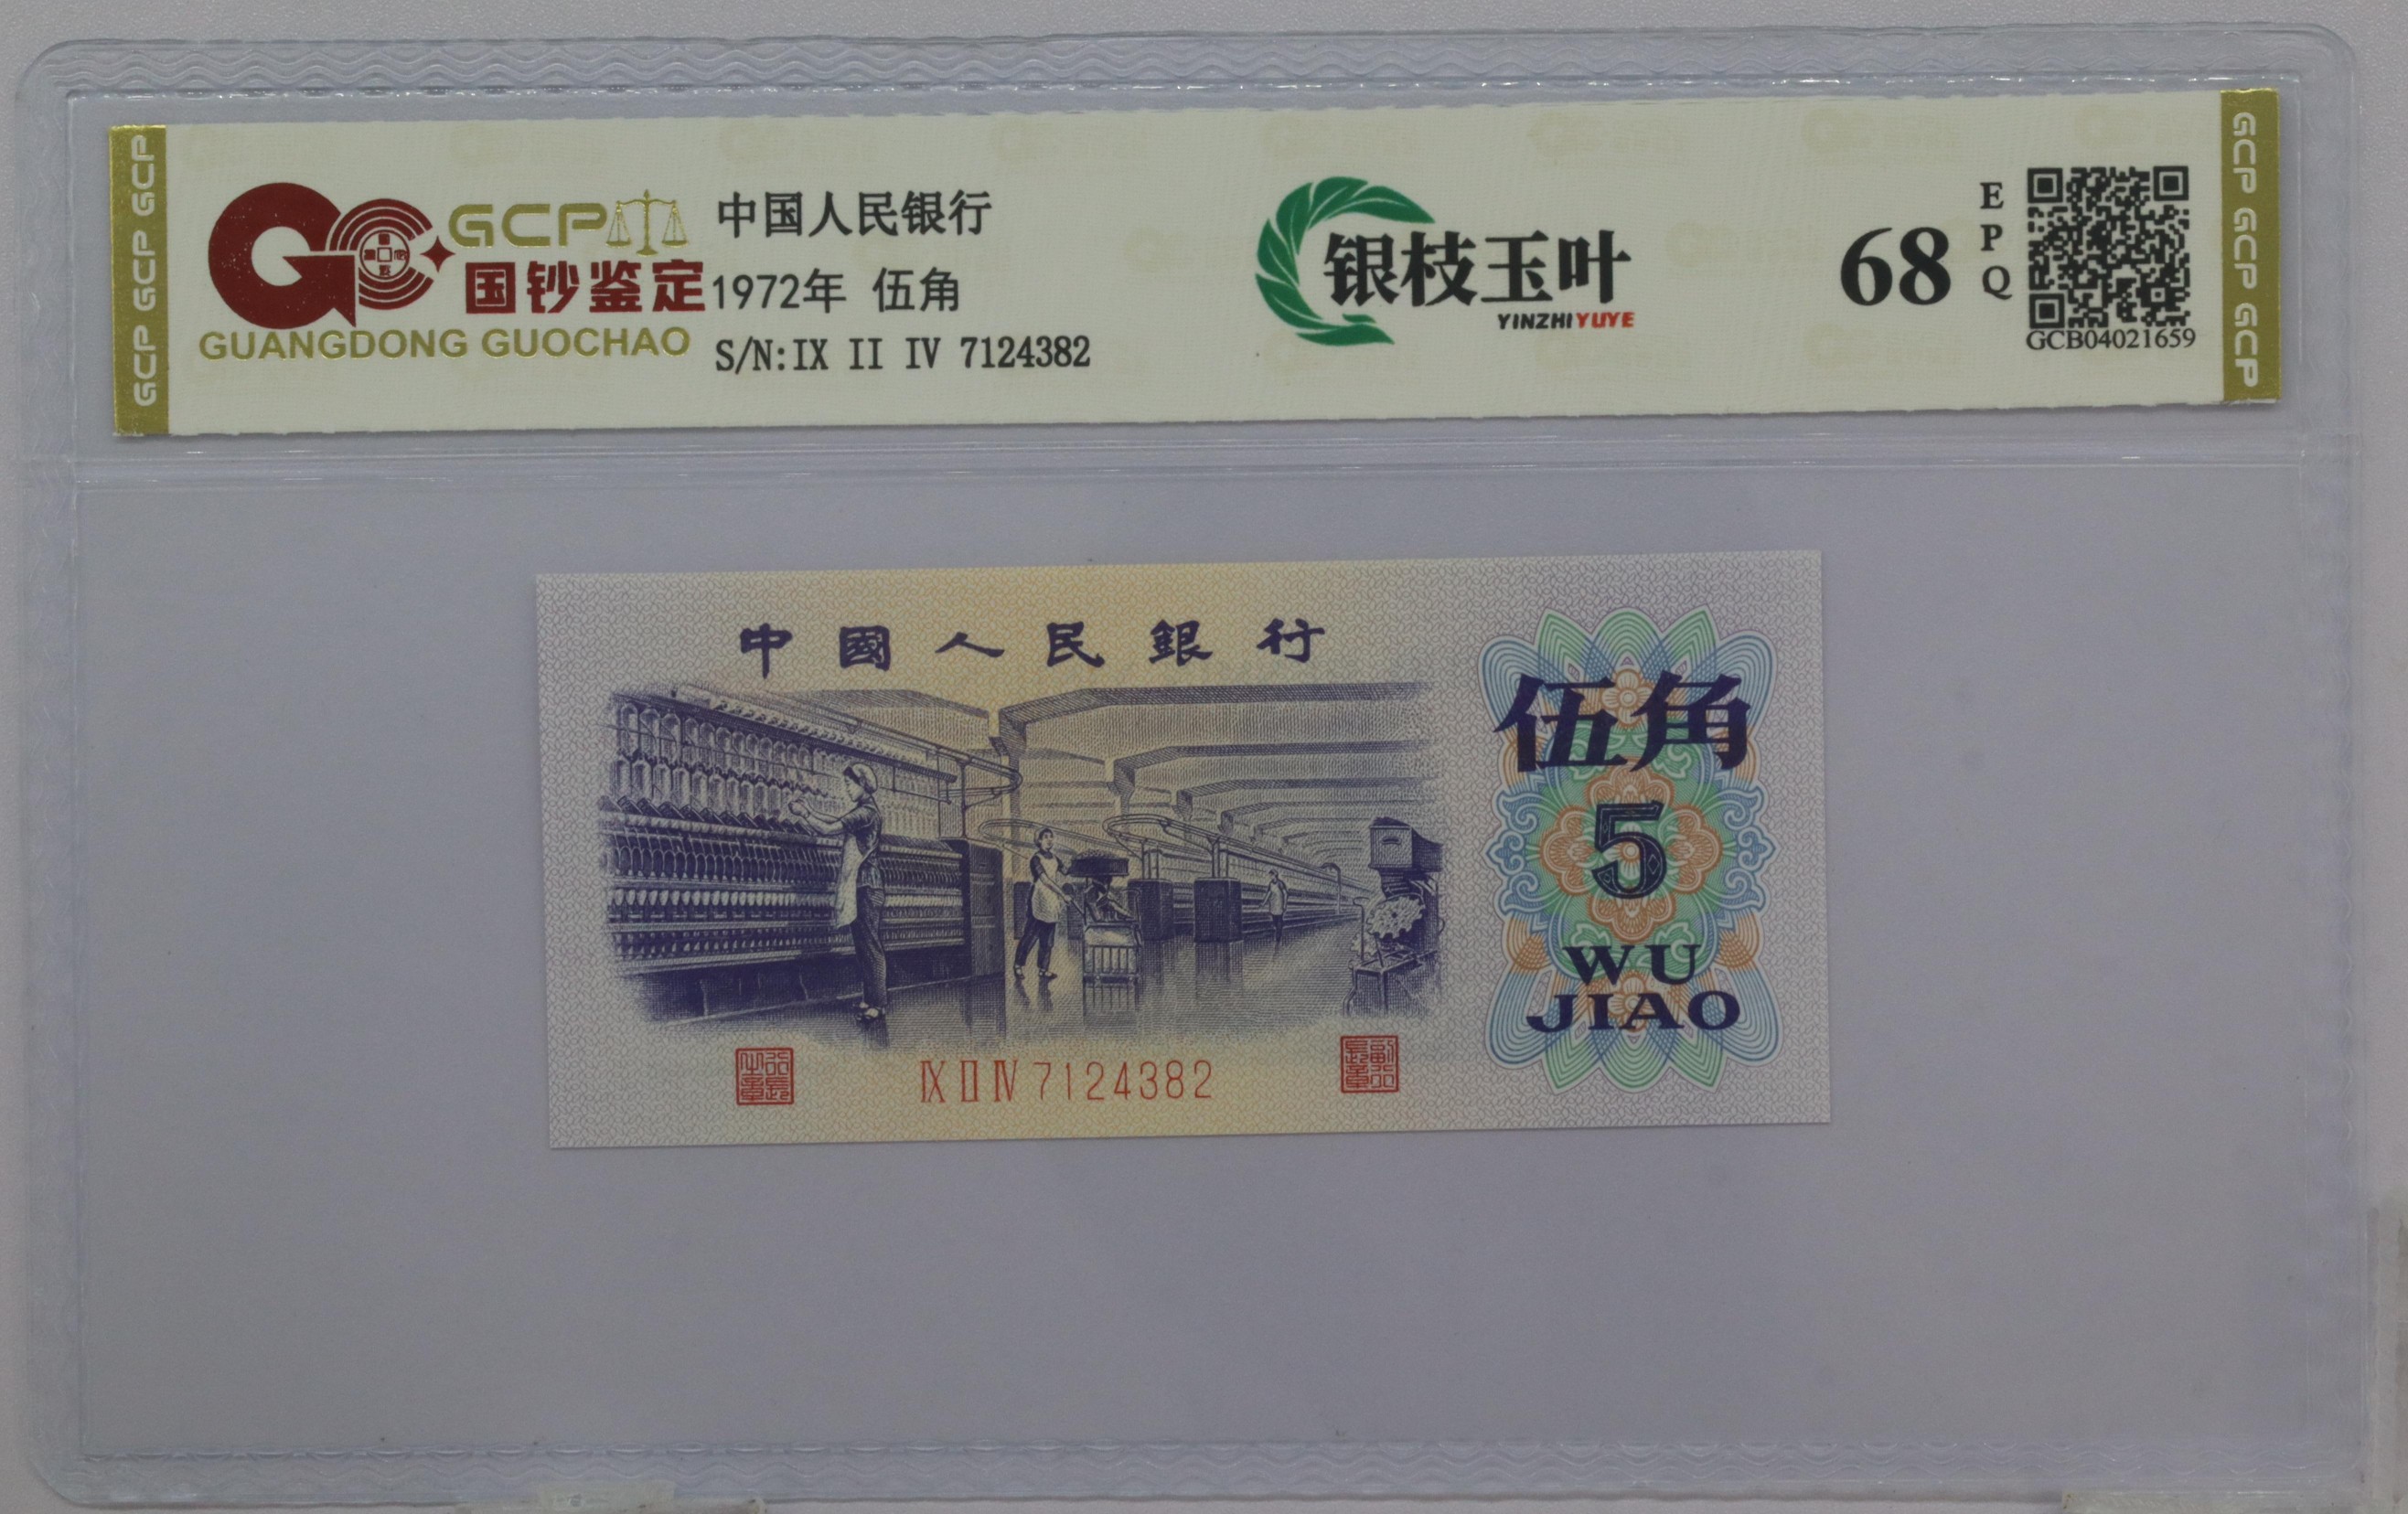 GCP GCP GCP
GCP
国钞鉴定
GUANGDONG GUOCHAO
中国人民银行
1972年 伍角
S/N:IX II IV 7124382
银枝玉叶
YINZHIYUYE
68
EPQ
GCB04021659
GCP GCP GCP
中國人民銀行
伍角
5
WU
JIAO
IX II IV 7124382